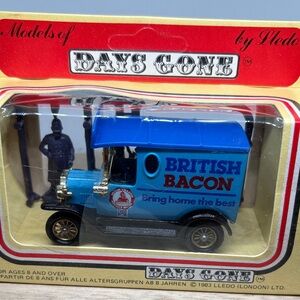 Models of
by Lledo
DAYS GONE
BRITISH
BACON
Bring home the best
FOR AGES 8 AND OVER
PARTIR DE 8 ANS FÜR ALLE ALTERSGRUPPEN AB 8 JAHREN
DAYS GONE
© 1983 LLEDO (LONDON) LTD.